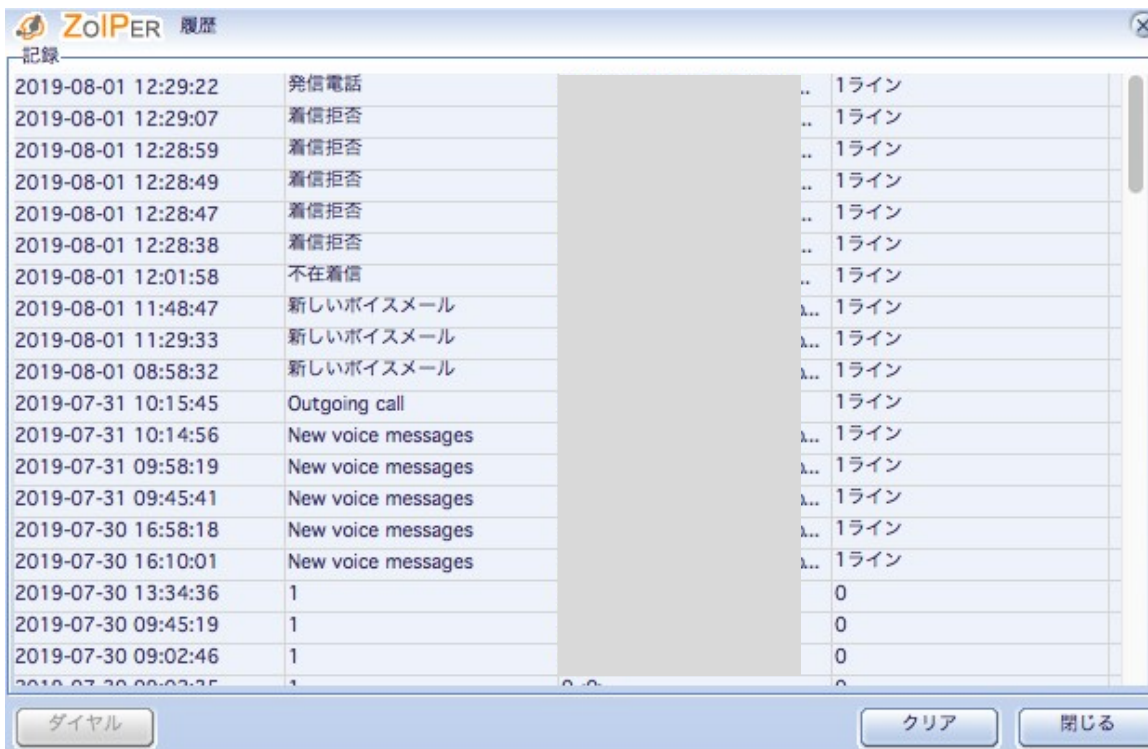 ZOIPER 履歴
記録
2019-08-01 12:29:22 発信電話 .. 1ライン
2019-08-01 12:29:07 着信拒否 .. 1ライン
2019-08-01 12:28:59 着信拒否 .. 1ライン
2019-08-01 12:28:49 着信拒否 .. 1ライン
2019-08-01 12:28:47 着信拒否 .. 1ライン
2019-08-01 12:28:38 着信拒否 .. 1ライン
2019-08-01 12:01:58 不在着信 .. 1ライン
2019-08-01 11:48:47 新しいボイスメール ... 1ライン
2019-08-01 11:29:33 新しいボイスメール ... 1ライン
2019-08-01 08:58:32 新しいボイスメール ... 1ライン
2019-07-31 10:15:45 Outgoing call 1ライン
2019-07-31 10:14:56 New voice messages ... 1ライン
2019-07-31 09:58:19 New voice messages ... 1ライン
2019-07-31 09:45:41 New voice messages ... 1ライン
2019-07-30 16:58:18 New voice messages ... 1ライン
2019-07-30 16:10:01 New voice messages ... 1ライン
2019-07-30 13:34:36 1 0
2019-07-30 09:45:19 1 0
2019-07-30 09:02:46 1 0
ダイヤル クリア 閉じる